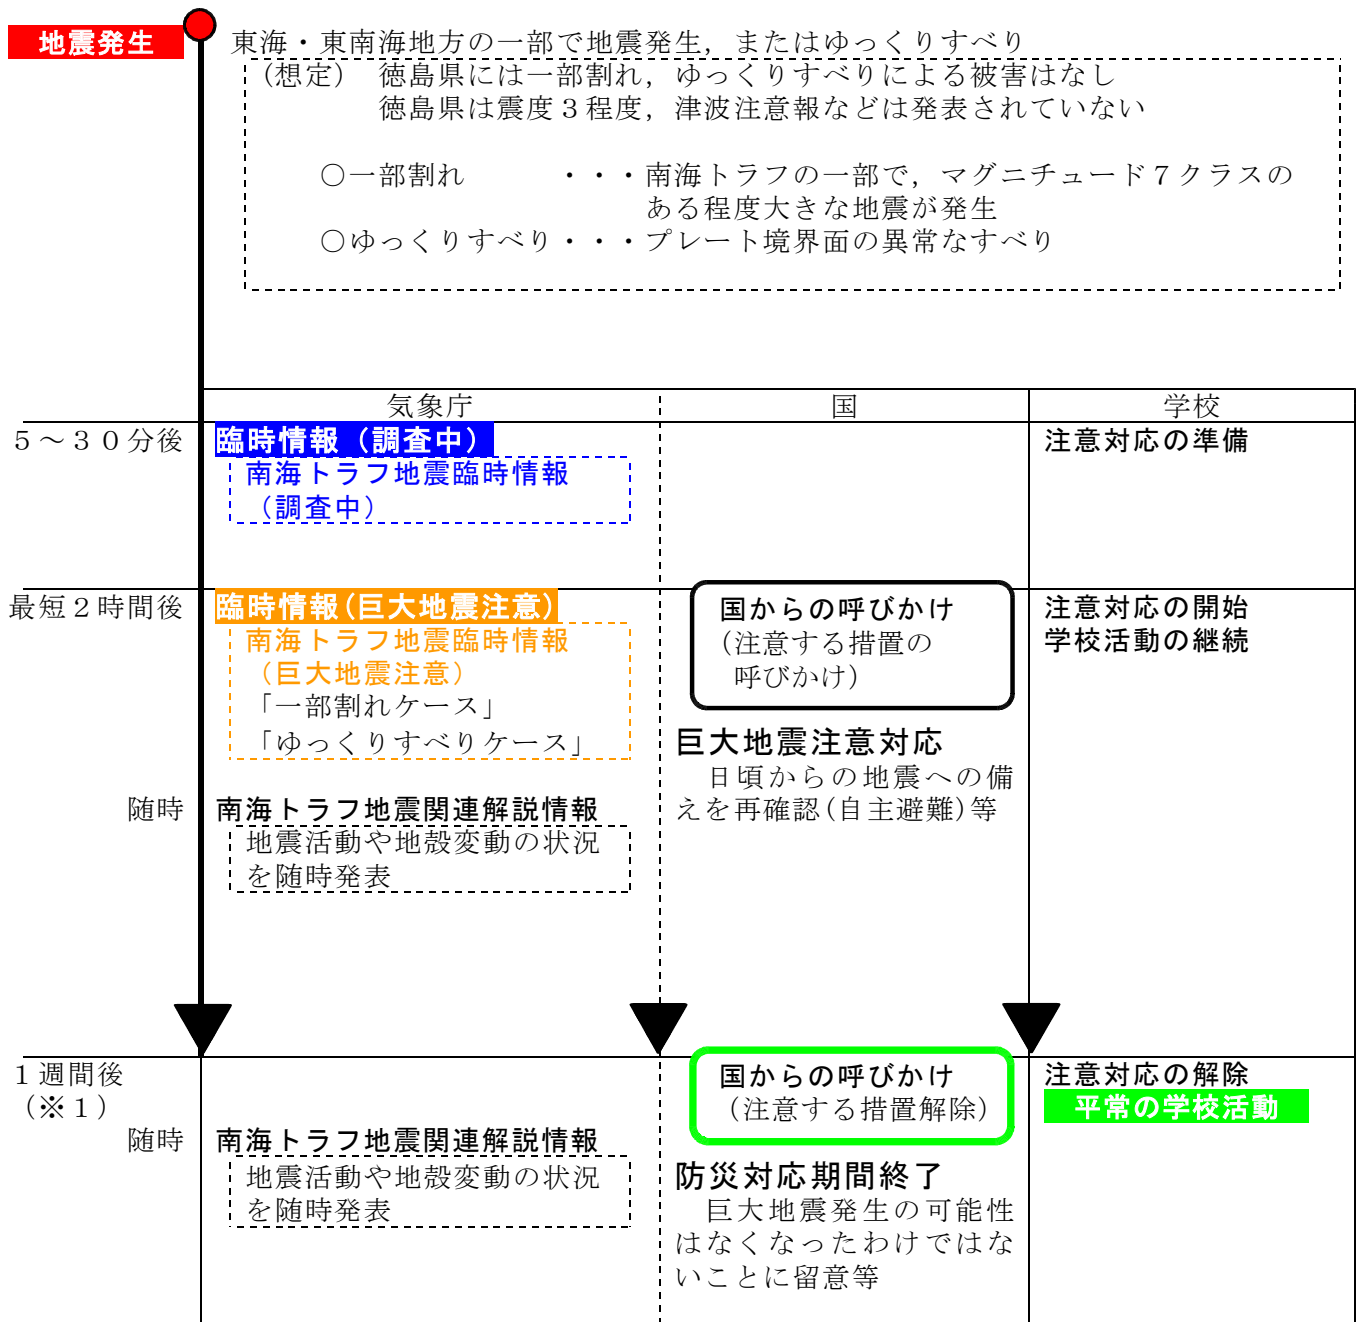 地震発生
東海・東南海地方の一部で地震発生，またはゆっくりすべり
（想定）　徳島県には一部割れ，ゆっくりすべりによる被害はなし
徳島県は震度３程度，津波注意報などは発表されていない
○一部割れ　　　・・・南海トラフの一部で，マグニチュード７クラスの
ある程度大きな地震が発生
○ゆっくりすべり・・・プレート境界面の異常なすべり
気象庁　国　学校
５～３０分後
臨時情報（調査中）
南海トラフ地震臨時情報
（調査中）
注意対応の準備
最短２時間後
臨時情報(巨大地震注意)
南海トラフ地震臨時情報
（巨大地震注意）
「一部割れケース」
「ゆっくりすべりケース」
国からの呼びかけ
（注意する措置の
呼びかけ）
巨大地震注意対応
日頃からの地震への備
えを再確認(自主避難)等
注意対応の開始
学校活動の継続
随時
南海トラフ地震関連解説情報
地震活動や地殻変動の状況
を随時発表
１週間後
（※１）
国からの呼びかけ
（注意する措置解除）
注意対応の解除
平常の学校活動
随時
南海トラフ地震関連解説情報
地震活動や地殻変動の状況
を随時発表
防災対応期間終了
巨大地震発生の可能性
はなくなったわけではな
いことに留意等